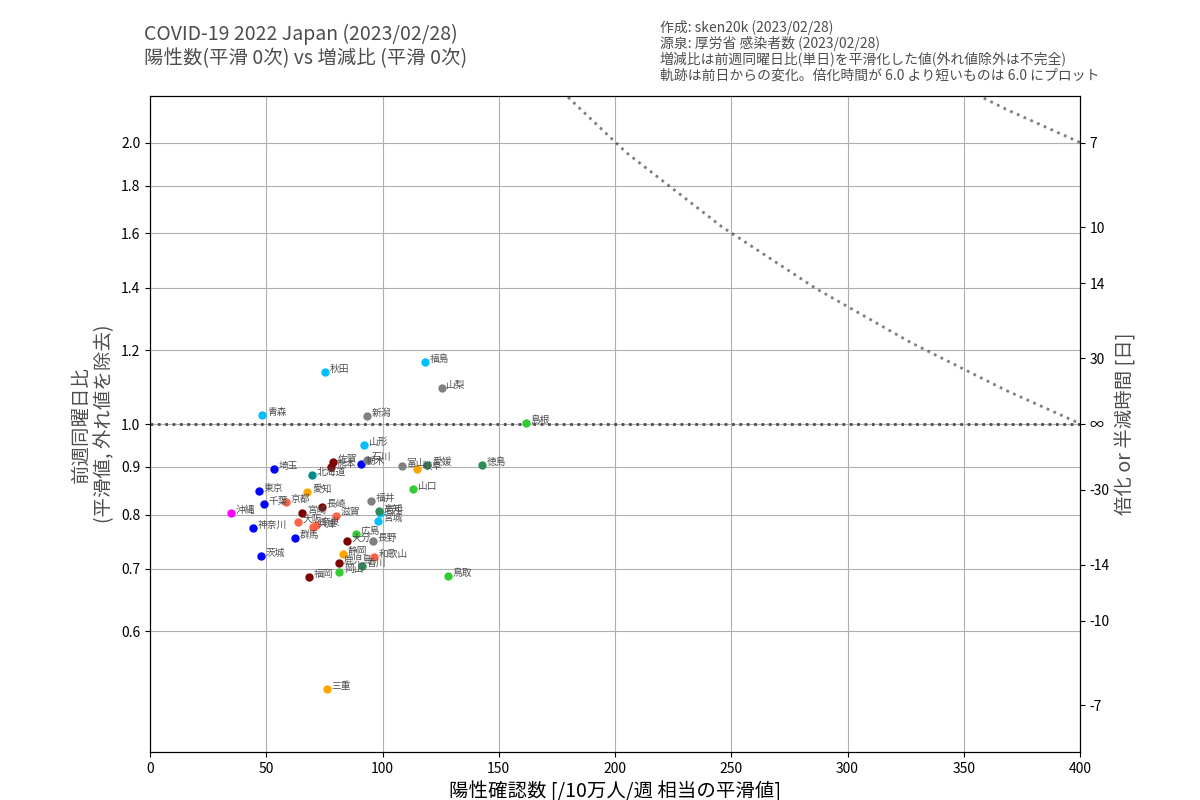 COVID-19 2022 Japan (2023/02/28)
陽性数(平滑 0次) vs 増減比 (平滑 0次)
作成: sken20k (2023/02/28)
源泉: 厚労省 感染者数 (2023/02/28)
増減比は前週同曜日比(単日)を平滑化した値(外れ値除外は不完全)
軌跡は前日からの変化。倍化時間が 6.0 より短いものは 6.0 にプロット
前週同曜日比
(平滑値, 外れ値を除去)
2.0
1.8
1.6
1.4
1.2
1.0
0.9
0.8
0.7
0.6
7
10
14
30
∞
-30
-14
-10
-7
倍化 or 半減時間 [日]
福島
秋田
山梨
青森
新潟
島根
山形
石川
佐賀
熊本
栃木
富山
愛媛
徳島
埼玉
北海道
東京
愛知
山口
千葉
京都
福井
長崎
沖縄
滋賀
大阪
宮城
神奈川
群馬
広島
大分
長野
静岡
茨城
和歌山
鹿児島
香川
岡山
福岡
鳥取
三重
0
50
100
150
200
250
300
350
400
陽性確認数 [/10万人/週 相当の平滑値]